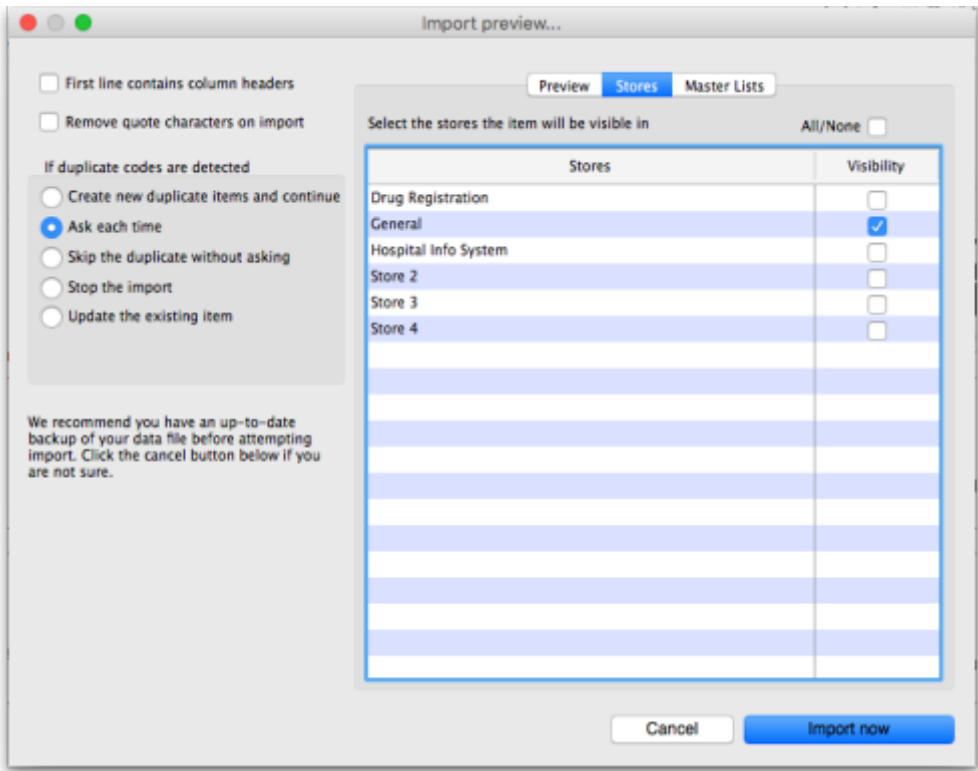 Import preview...
First line contains column headers
Remove quote characters on import
If duplicate codes are detected
Create new duplicate items and continue
Ask each time
Skip the duplicate without asking
Stop the import
Update the existing item
We recommend you have an up-to-date
backup of your data file before attempting
import. Click the cancel button below if you
are not sure.
Preview Stores Master Lists
Select the stores the item will be visible in All/None
Stores Visibility
Drug Registration
General
Hospital Info System
Store 2
Store 3
Store 4
Cancel Import now